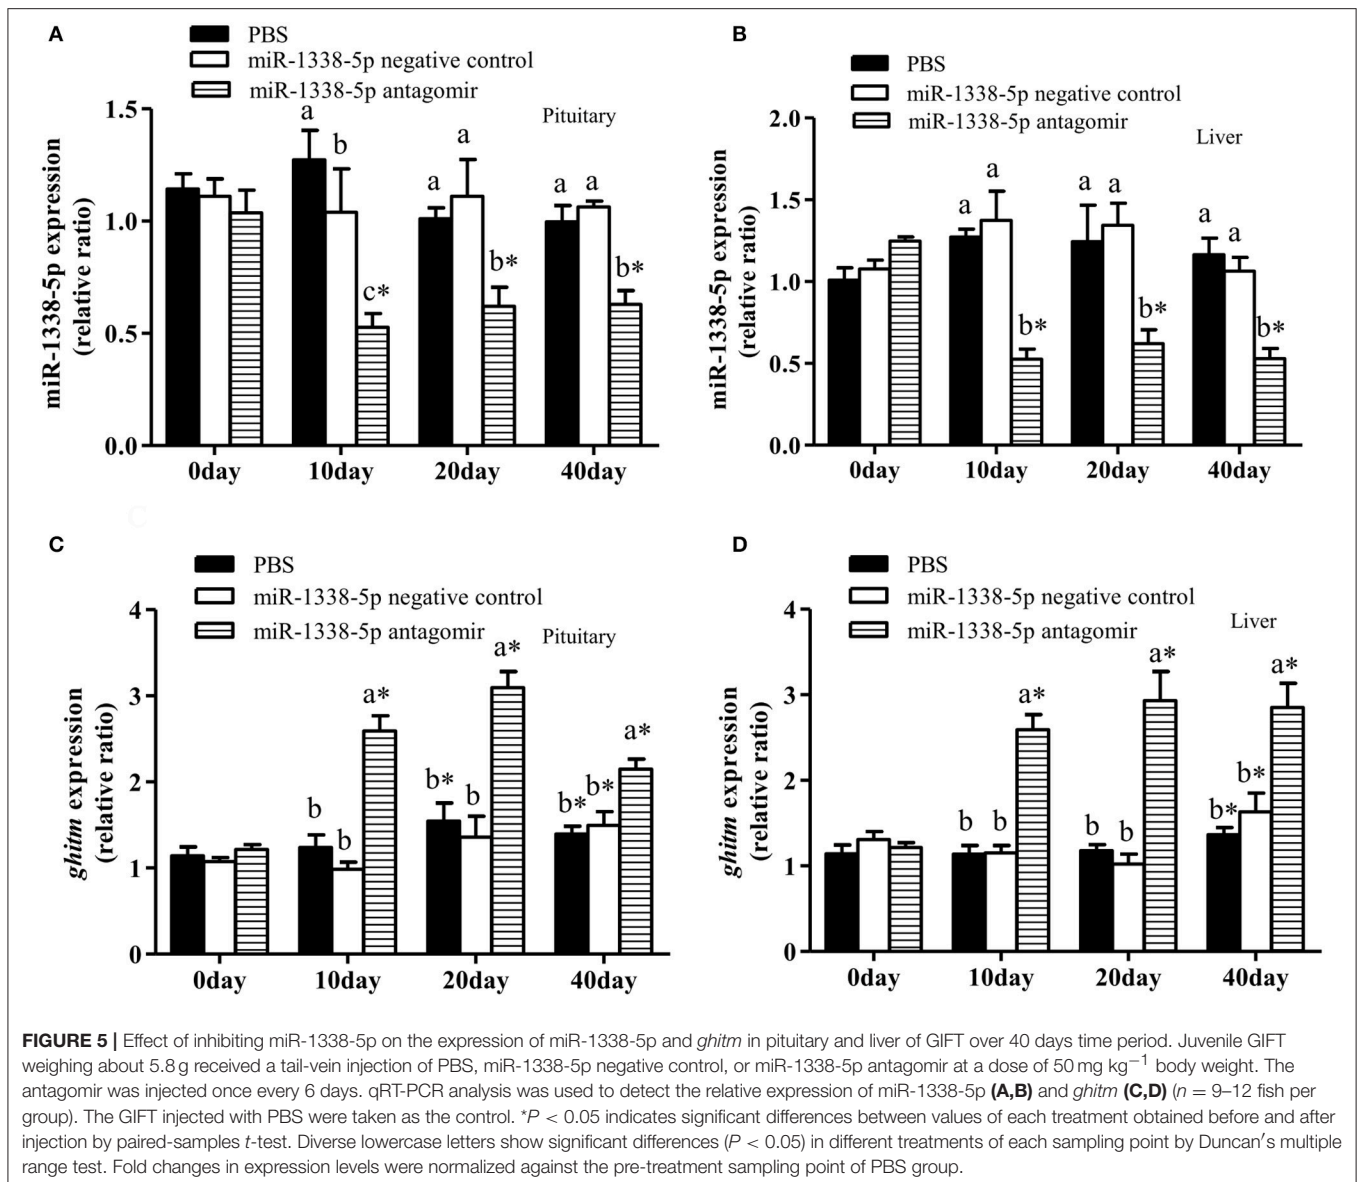 A
PBS
miR-1338-5p negative control
miR-1338-5p antagomir
Pituitary
miR-1338-5p expression
(relative ratio)
1.5
1.0
0.5
0.0
a
b
c*
a
a
b*
a
a
b*
0day
10day
20day
40day
B
PBS
miR-1338-5p negative control
miR-1338-5p antagomir
Liver
miR-1338-5p expression
(relative ratio)
2.0
1.5
1.0
0.5
0.0
a
a
b*
a
a
b*
a
a
b*
0day
10day
20day
40day
C
C
PBS
miR-1338-5p negative control
miR-1338-5p antagomir
Pituitary
ghitm expression
(relative ratio)
4
3
2
1
0
b
b
a*
b*
b
a*
b*
b*
a*
0day
10day
20day
40day
D
PBS
miR-1338-5p negative control
miR-1338-5p antagomir
Liver
ghitm expression
(relative ratio)
4
3
2
1
0
b
b
a*
b
b
a*
b*
b*
a*
0day
10day
20day
40day
FIGURE 5 | Effect of inhibiting miR-1338-5p on the expression of miR-1338-5p and ghitm in pituitary and liver of GIFT over 40 days time period. Juvenile GIFT
weighing about 5.8 g received a tail-vein injection of PBS, miR-1338-5p negative control, or miR-1338-5p antagomir at a dose of 50 mg kg−1 body weight. The
antagomir was injected once every 6 days. qRT-PCR analysis was used to detect the relative expression of miR-1338-5p (A,B) and ghitm (C,D) (n = 9–12 fish per
group). The GIFT injected with PBS were taken as the control. *P < 0.05 indicates significant differences between values of each treatment obtained before and after
injection by paired-samples t-test. Diverse lowercase letters show significant differences (P < 0.05) in different treatments of each sampling point by Duncan′s multiple
range test. Fold changes in expression levels were normalized against the pre-treatment sampling point of PBS group.